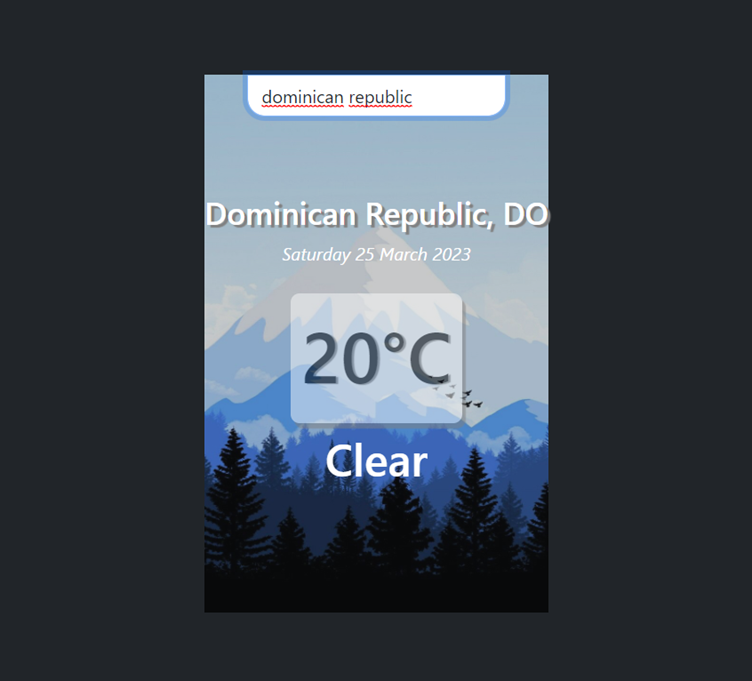 dominican republic
Dominican Republic, DO
Saturday 25 March 2023
20°C
Clear